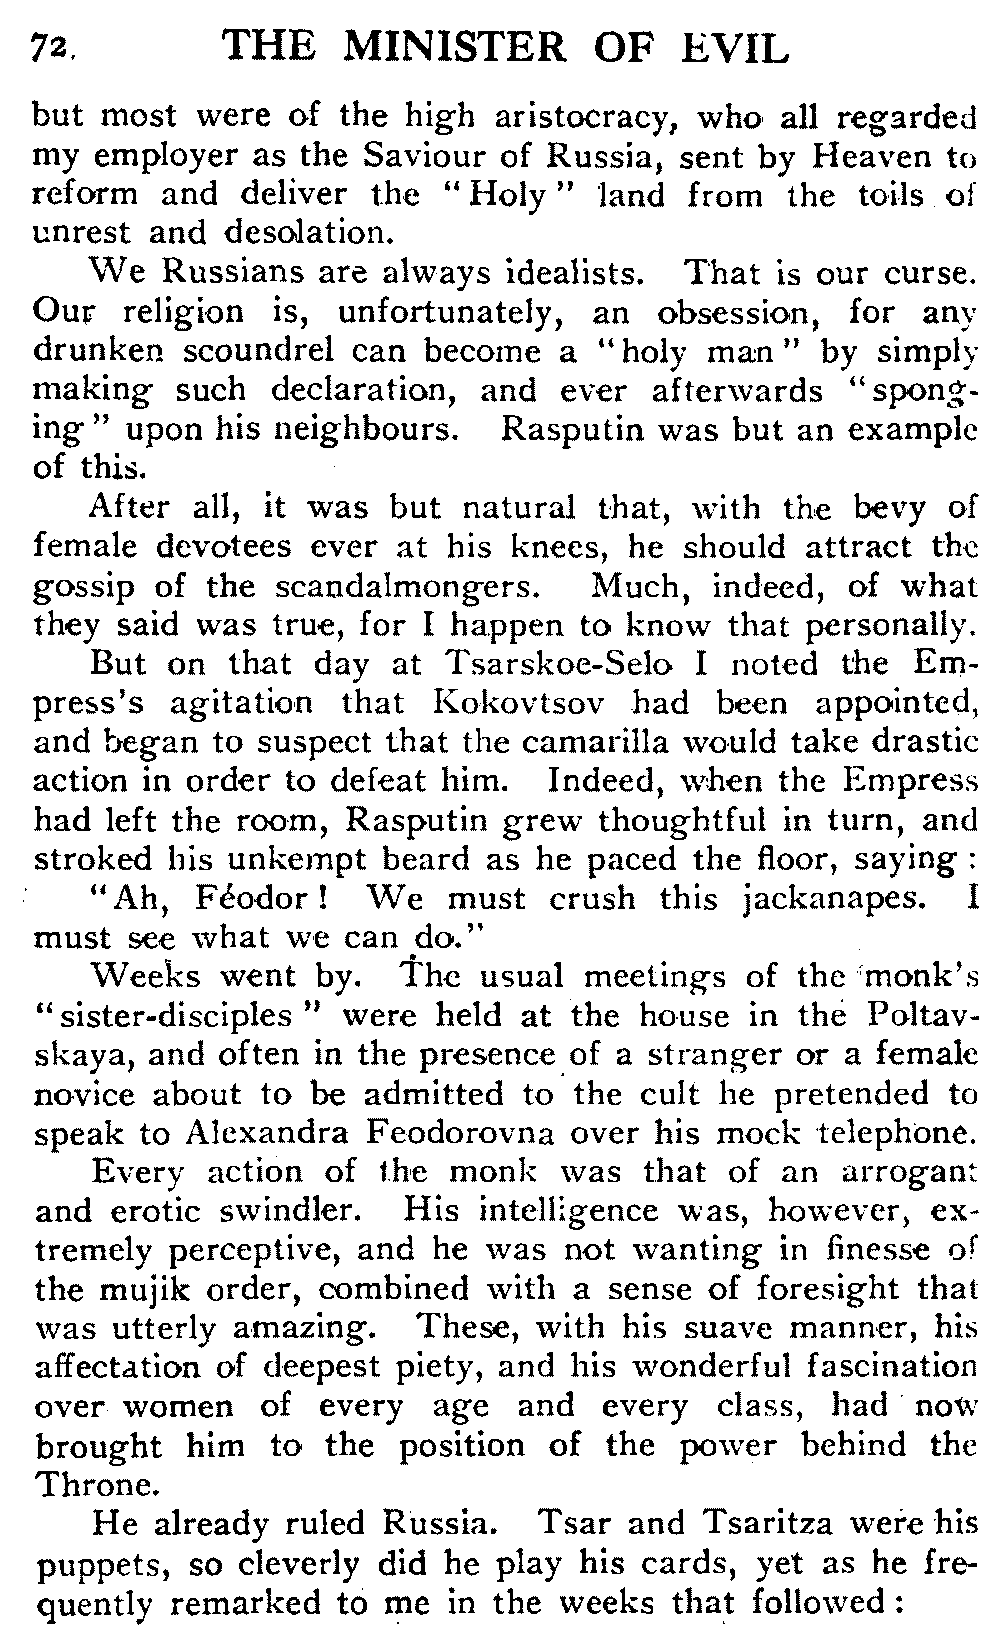 72. THE MINISTER OF EVIL
but most were of the high aristocracy, who all regarded
my employer as the Saviour of Russia, sent by Heaven to
reform and deliver the "Holy" land from the toils of
unrest and desolation.
We Russians are always idealists. That is our curse.
Our religion is, unfortunately, an obsession, for any
drunken scoundrel can become a "holy man" by simply
making such declaration, and ever afterwards "spong-
ing" upon his neighbours. Rasputin was but an example
of this.
After all, it was but natural that, with the bevy of
female devotees ever at his knees, he should attract the
gossip of the scandalmongers. Much, indeed, of what
they said was true, for I happen to know that personally.
But on that day at Tsarskoe-Selo I noted the Em-
press's agitation that Kokovtsov had been appointed,
and began to suspect that the camarilla would take drastic
action in order to defeat him. Indeed, when the Empress
had left the room, Rasputin grew thoughtful in turn, and
stroked his unkempt beard as he paced the floor, saying:
"Ah, Féodor! We must crush this jackanapes. I
must see what we can do."
Weeks went by. The usual meetings of the monk's
"sister-disciples" were held at the house in the Poltav-
skaya, and often in the presence of a stranger or a female
novice about to be admitted to the cult he pretended to
speak to Alexandra Feodorovna over his mock telephone.
Every action of the monk was that of an arrogant
and erotic swindler. His intelligence was, however, ex-
tremely perceptive, and he was not wanting in finesse of
the mujik order, combined with a sense of foresight that
was utterly amazing. These, with his suave manner, his
affectation of deepest piety, and his wonderful fascination
over women of every age and every class, had now
brought him to the position of the power behind the
Throne.
He already ruled Russia. Tsar and Tsaritza were his
puppets, so cleverly did he play his cards, yet as he fre-
quently remarked to me in the weeks that followed: